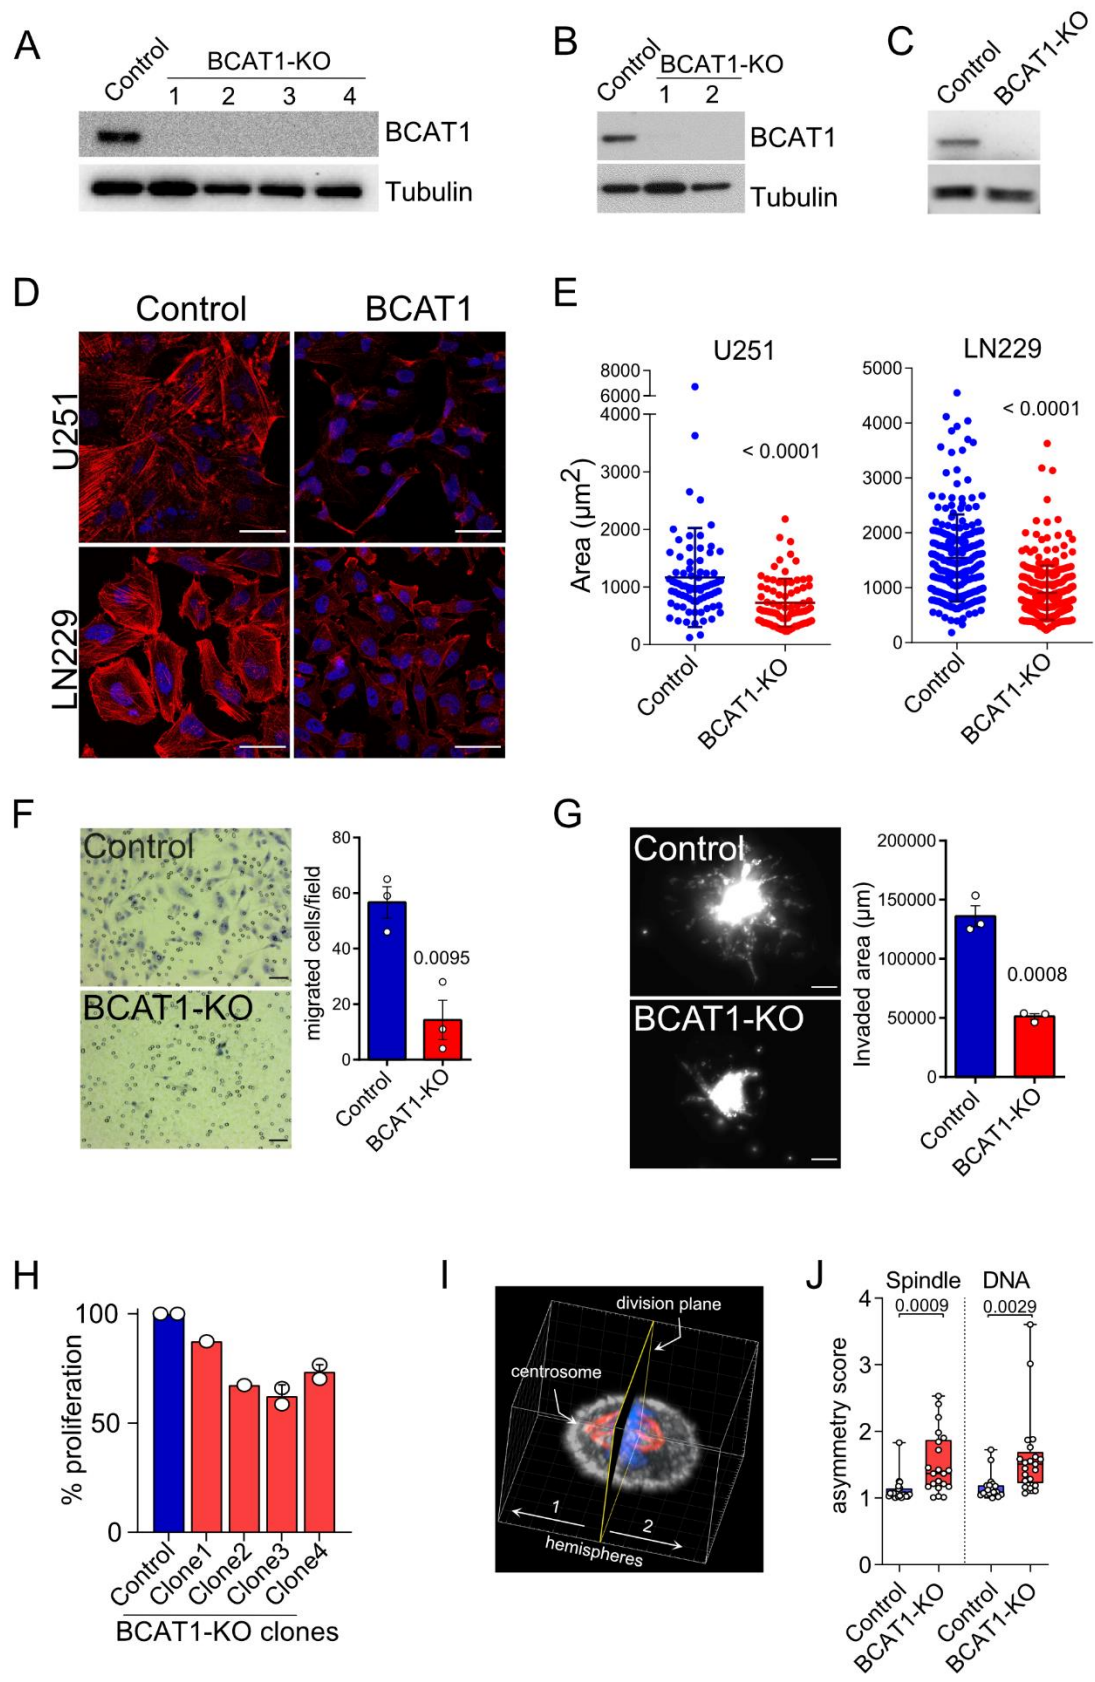 A
Control
BCAT1-KO
1 2 3 4
BCAT1
Tubulin
B
Control
BCAT1-KO
1 2
BCAT1
Tubulin
C
Control
BCAT1-KO
D
Control BCAT1
U251
LN229
E
U251
Area (µm2)
8000
6000
4000
3000
2000
1000
0
< 0.0001
Control
BCAT1-KO
LN229
5000
4000
3000
2000
1000
0
< 0.0001
Control
BCAT1-KO
F
Control
BCAT1-KO
migrated cells/field
80
60
40
20
0
0.0095
Control
BCAT1-KO
G
Control
BCAT1-KO
Invaded area (µm)
200000
150000
100000
50000
0
0.0008
Control
BCAT1-KO
H
% proliferation
100
50
0
Control
Clone1
Clone2
Clone3
Clone4
BCAT1-KO clones
I
division plane
centrosome
1
2
hemispheres
J
Spindle DNA
asymmetry score
4
3
2
1
0
0.0009
0.0029
Control
BCAT1-KO
Control
BCAT1-KO